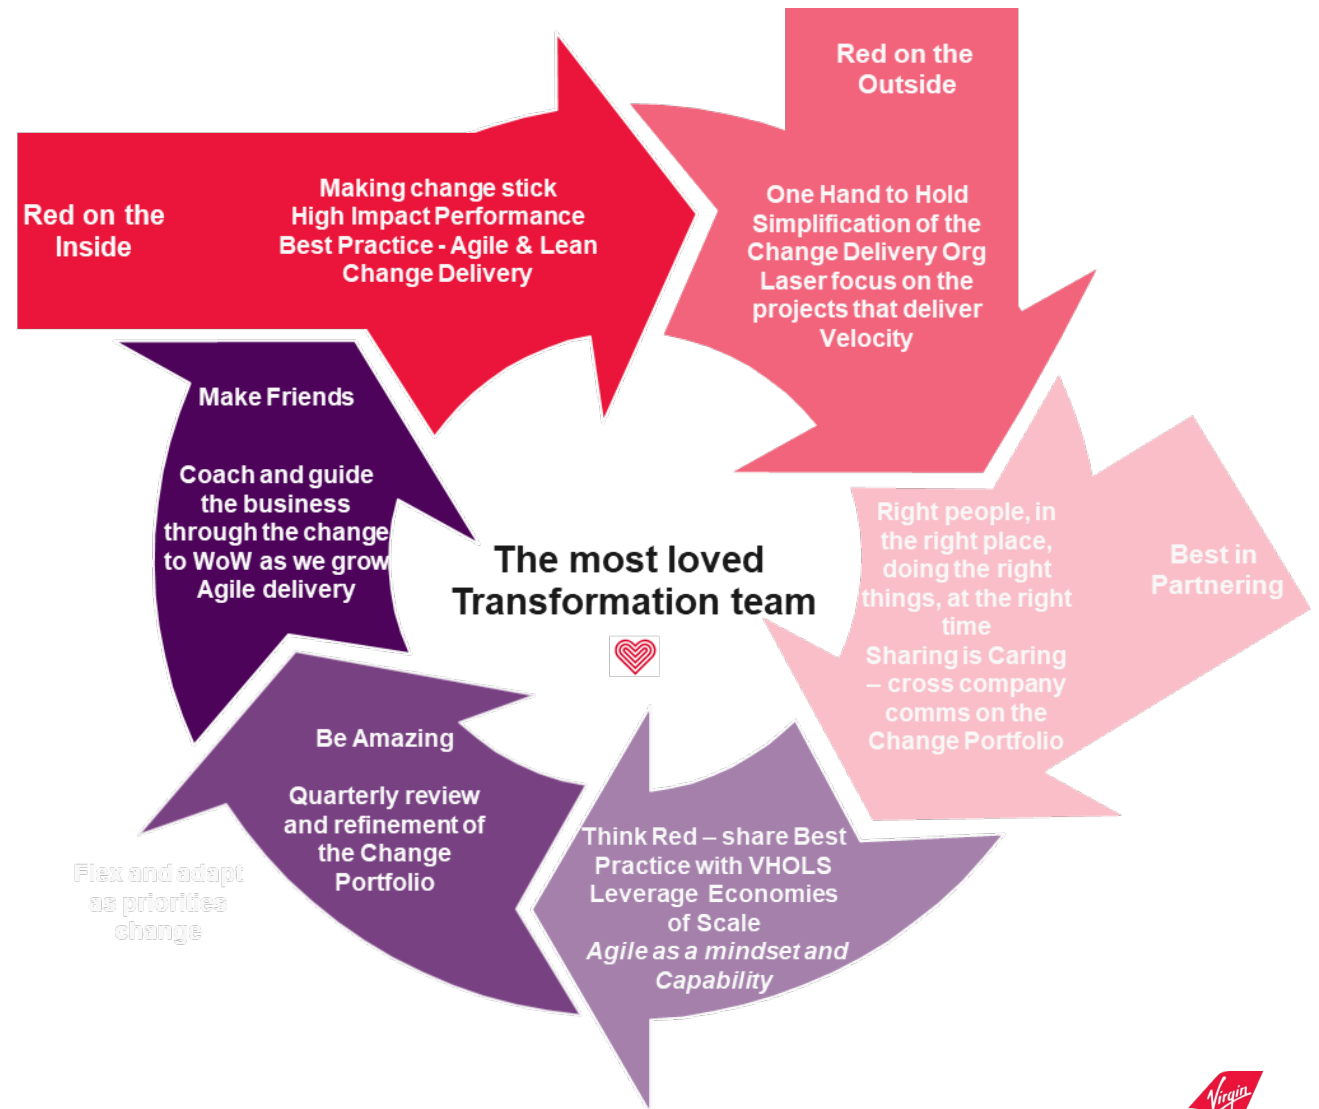 Red on the
Inside
Making change stick
High Impact Performance
Best Practice - Agile & Lean
Change Delivery
Red on the
Outside
One Hand to Hold
Simplification of the
Change Delivery Org
Laser focus on the
projects that deliver
Velocity
Right people, in
the right place,
doing the right
things, at the right
time
Sharing is Caring
– cross company
comms on the
Change Portfolio
Best in
Partnering
Think Red – share Best
Practice with VHOLS
Leverage Economies
of Scale
Agile as a mindset and
Capability
Be Amazing
Quarterly review
and refinement of
the Change
Portfolio
Flex and adapt
as priorities
change
Make Friends
Coach and guide
the business
through the change
to WoW as we grow
Agile delivery
The most loved
Transformation team
Virgin